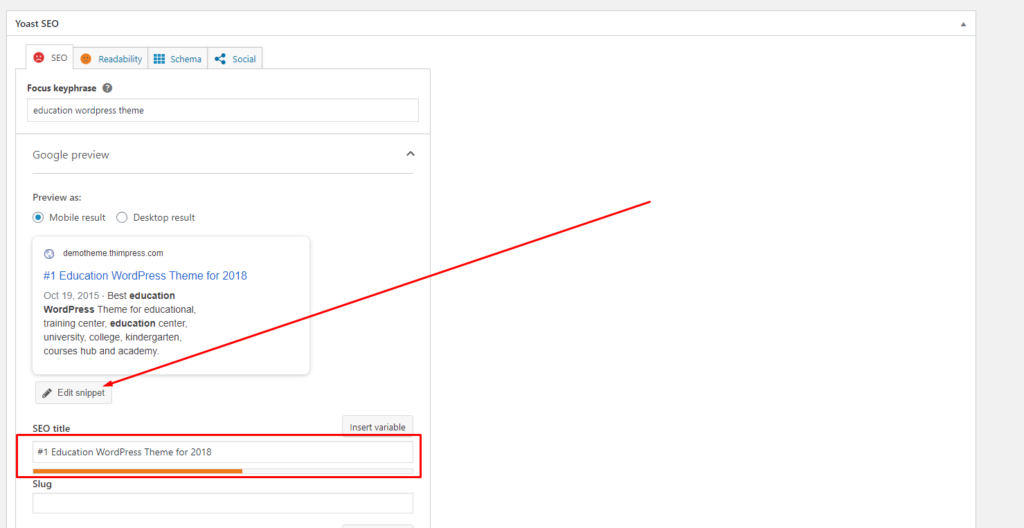 Yoast SEO
SEO Readability Schema Social
Focus keyphrase
education wordpress theme
Google preview
Preview as:
Mobile result Desktop result
demotheme.thimpress.com
#1 Education WordPress Theme for 2018
Oct 19, 2015 · Best education
WordPress Theme for educational,
training center, education center,
university, college, kindergarten,
courses hub and academy.
Edit snippet
SEO title
Insert variable
#1 Education WordPress Theme for 2018
Slug